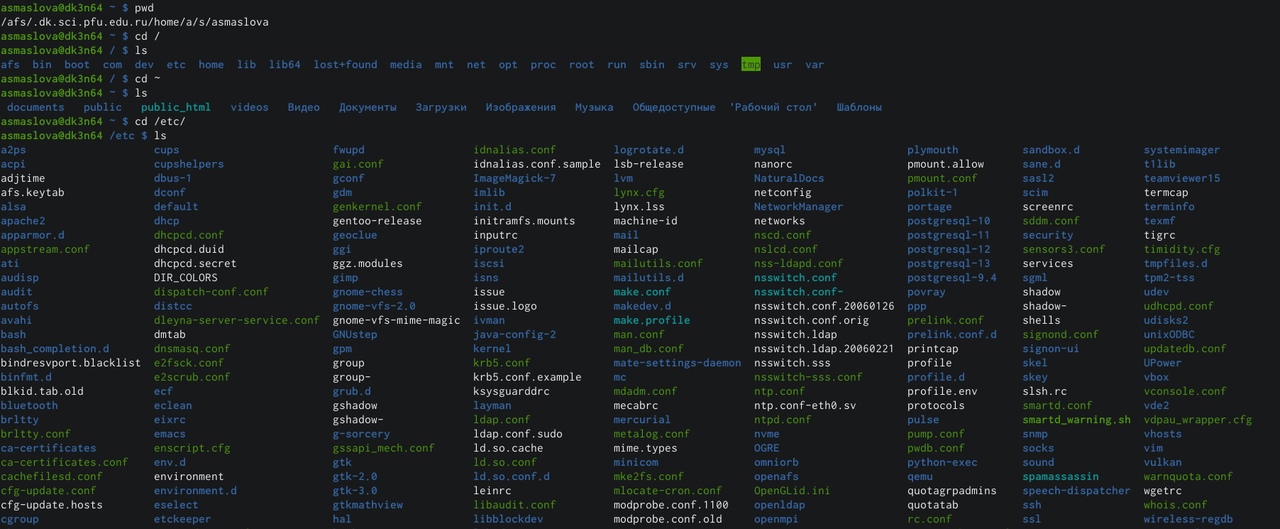 asmaslova@dk3n64 ~ $ pwd
/afs/.dk.sci.pfu.edu.ru/home/a/s/asmaslova
asmaslova@dk3n64 ~ $ cd /
asmaslova@dk3n64 / $ ls
afs bin boot com dev etc home lib lib64 lost+found media mnt net opt proc root run sbin srv sys tmp usr var
asmaslova@dk3n64 / $ cd ~
asmaslova@dk3n64 ~ $ ls
documents public public_html videos Видео Документы Загрузки Изображения Музыка Общедоступные 'Рабочий стол' Шаблоны
asmaslova@dk3n64 ~ $ cd /etc/
asmaslova@dk3n64 /etc $ ls
a2ps cups fwupd idnalias.conf logrotate.d mysql plymouth sandbox.d systemimager
acpi cupshelpers gai.conf idnalias.conf.sample lsb-release nanorc pmount.allow sane.d t1lib
adjtime dbus-1 gconf ImageMagick-7 lvm NaturalDocs pmount.conf sasl2 teamviewer15
afs.keytab dconf gdm imlib lynx.cfg netconfig polkit-1 scim termcap
alsa default genkernel.conf init.d lynx.lss NetworkManager portage screenrc terminfo
apache2 dhcp gentoo-release initramfs.mounts machine-id networks postgresql-10 sddm.conf texmf
apparmor.d dhcpcd.conf geoclue inputrc mail nscd.conf postgresql-11 security tigrc
appstream.conf dhcpcd.duid ggi iproute2 mailcap nslcd.conf postgresql-12 sensors3.conf timidity.cfg
ati dhcpcd.secret ggz.modules iscsi mailutils.conf nss-ldapd.conf postgresql-13 services tmpfiles.d
audisp DIR_COLORS gimp isns mailutils.d nsswitch.conf postgresql-9.4 sgml tpm2-tss
audit dispatch-conf.conf gnome-chess issue make.conf nsswitch.conf~ povray shadow udev
autofs distcc gnome-vfs-2.0 issue.logo makedev.d nsswitch.conf.20060126 ppp shadow- udhcpd.conf
avahi dleyna-server-service.conf gnome-vfs-mime-magic ivman make.profile nsswitch.conf.orig prelink.conf shells udisks2
bash dmtab GNUstep java-config-2 man.conf nsswitch.ldap prelink.conf.d signond.conf unixODBC
bash_completion.d dnsmasq.conf gpm kernel man_db.conf nsswitch.ldap.20060221 printcap signon-ui updatedb.conf
bindresvport.blacklist e2fsck.conf group krb5.conf mate-settings-daemon nsswitch.sss profile skel UPower
binfmt.d e2scrub.conf group- krb5.conf.example mc nsswitch-sss.conf profile.d skey vbox
blkid.tab.old ecf grub.d ksysguarddrc mdadm.conf ntp.conf profile.env slsh.rc vconsole.conf
bluetooth eclean gshadow layman mecabrc ntp.conf-eth0.sv protocols smartd.conf vde2
brltty eixrc gshadow- ldap.conf mercurial ntpd.conf pulse smartd_warning.sh vdpau_wrapper.cfg
brltty.conf emacs g-sorcery ldap.conf.sudo metalog.conf nvme pump.conf snmp vhosts
ca-certificates enscript.cfg gssapi_mech.conf ld.so.cache mime.types OGRE pwdb.conf socks vim
ca-certificates.conf env.d gtk ld.so.conf minicom omniorb python-exec sound vulkan
cachefilesd.conf environment gtk-2.0 ld.so.conf.d mke2fs.conf openafs qemu spamassassin warnquota.conf
cfg-update.conf environment.d gtk-3.0 leinrc mlocate-cron.conf OpenGLid.ini quotagrpadmins speech-dispatcher wgetrc
cfg-update.hosts eselect gtkmathview libaudit.conf modprobe.conf.1100 openldap quotatab ssh whois.conf
cgroup etckeeper hal libblockdev modprobe.conf.old openmpi rc.conf ssl wireless-regdb